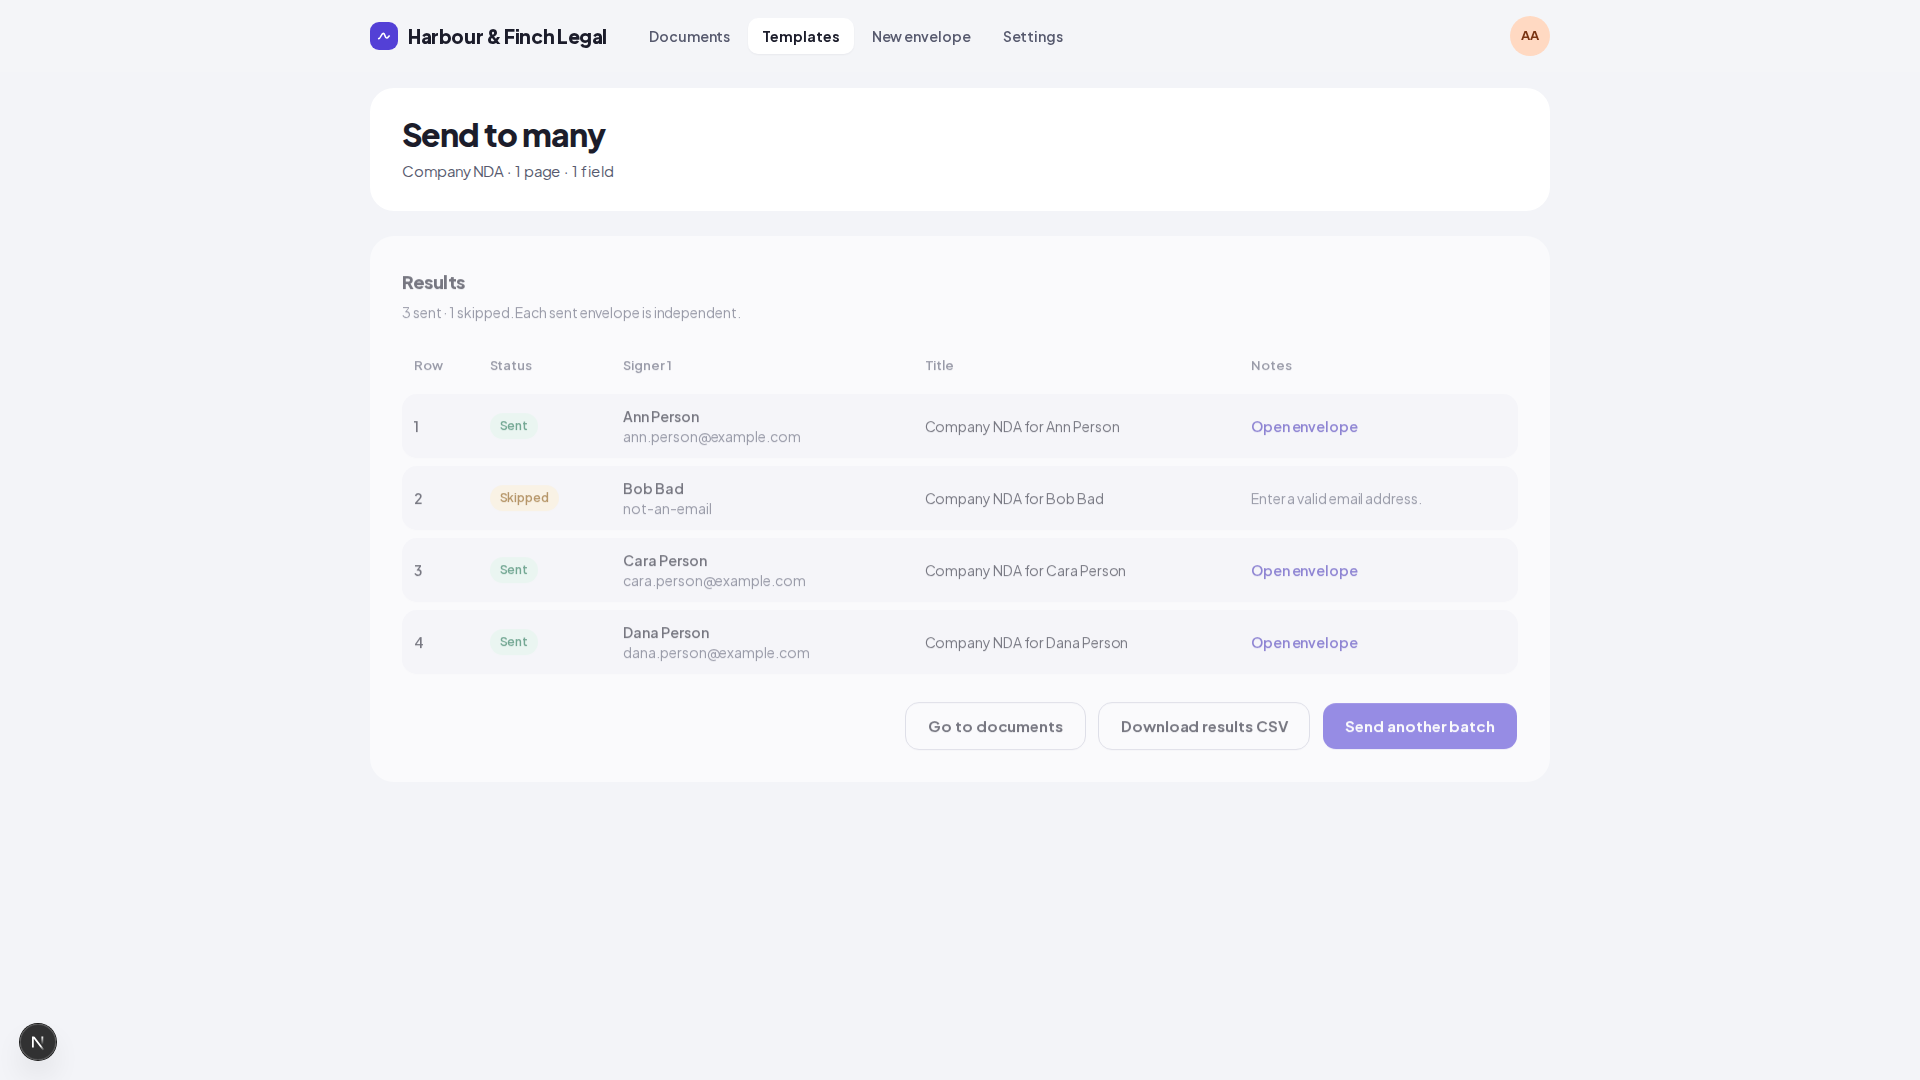 Harbour & Finch Legal Documents Templates New envelope Settings AA
Send to many
Company NDA · 1 page · 1 field
Results
3 sent · 1 skipped. Each sent envelope is independent.
Row Status Signer 1 Title Notes
1 Sent Ann Person ann.person@example.com Company NDA for Ann Person Open envelope
2 Skipped Bob Bad not-an-email Company NDA for Bob Bad Enter a valid email address.
3 Sent Cara Person cara.person@example.com Company NDA for Cara Person Open envelope
4 Sent Dana Person dana.person@example.com Company NDA for Dana Person Open envelope
Go to documents Download results CSV Send another batch
N